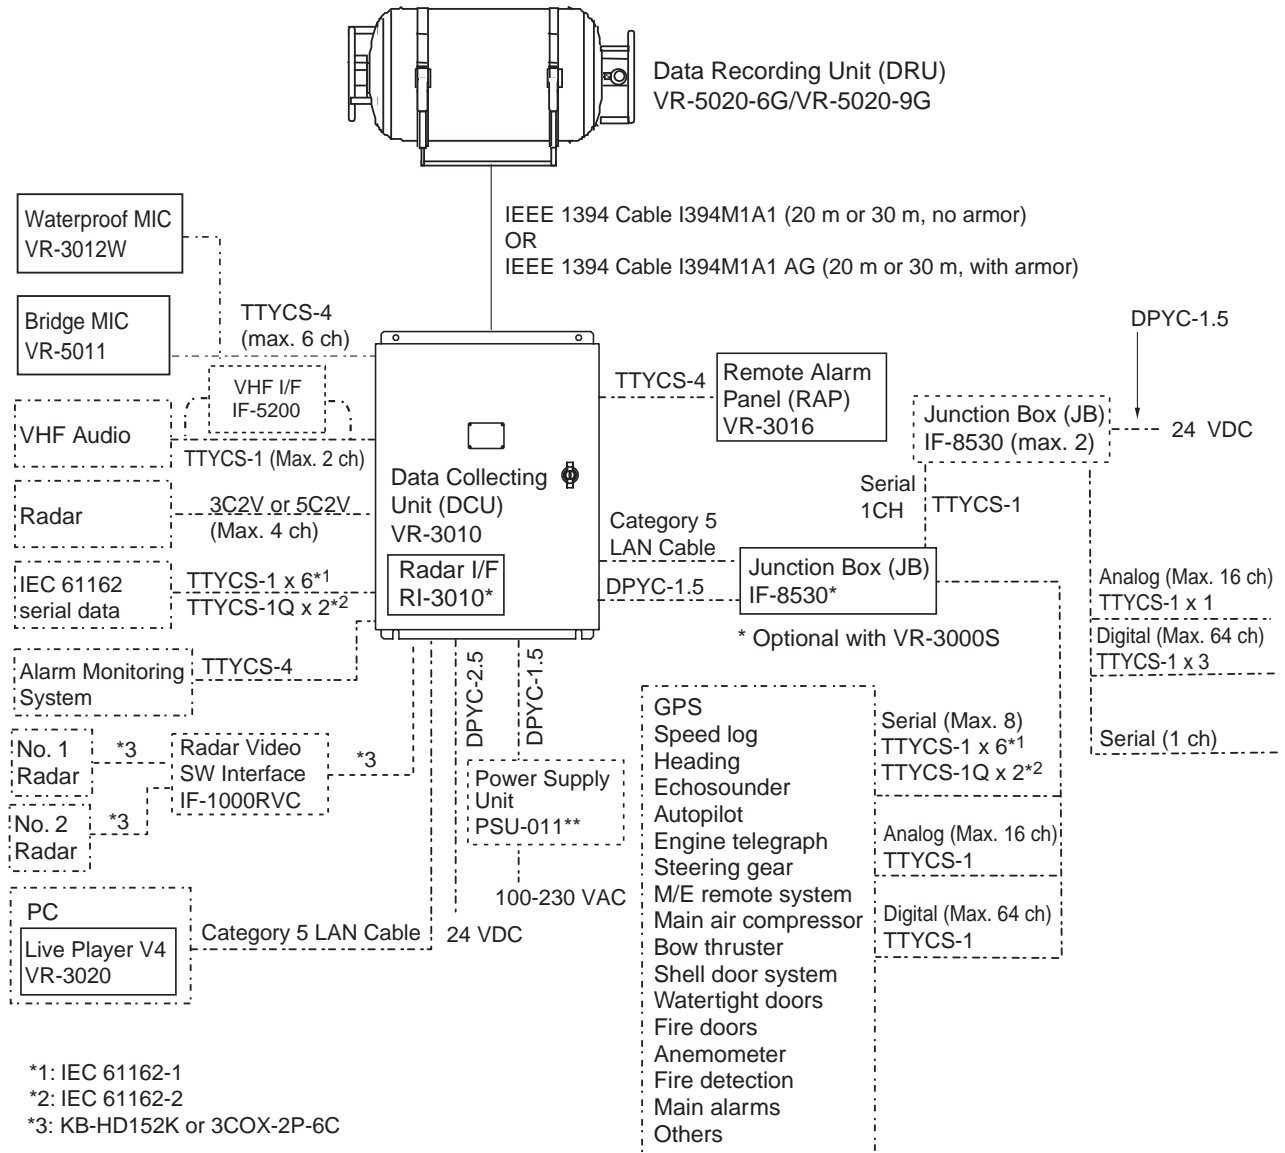 Data Recording Unit (DRU)
VR-5020-6G/VR-5020-9G
IEEE 1394 Cable I394M1A1 (20 m or 30 m, no armor)
OR
IEEE 1394 Cable I394M1A1 AG (20 m or 30 m, with armor)
Waterproof MIC
VR-3012W
Bridge MIC
VR-5011
TTYCS-4
(max. 6 ch)
VHF I/F
IF-5200
VHF Audio
TTYCS-1 (Max. 2 ch)
Radar
3C2V or 5C2V
(Max. 4 ch)
IEC 61162
serial data
TTYCS-1 x 6*1
TTYCS-1Q x 2*2
Alarm Monitoring
System
TTYCS-4
No. 1
Radar
*3
No. 2
Radar
*3
Radar Video
SW Interface
IF-1000RVC
*3
PC
Live Player V4
VR-3020
Category 5 LAN Cable
Data Collecting
Unit (DCU)
VR-3010
Radar I/F
RI-3010*
DPYC-2.5
24 VDC
DPYC-1.5
Power Supply
Unit
PSU-011**
100-230 VAC
TTYCS-4
Remote Alarm
Panel (RAP)
VR-3016
Category 5
LAN Cable
DPYC-1.5
Junction Box (JB)
IF-8530*
* Optional with VR-3000S
Serial
1CH
TTYCS-1
Junction Box (JB)
IF-8530 (max. 2)
DPYC-1.5
24 VDC
Analog (Max. 16 ch)
TTYCS-1 x 1
Digital (Max. 64 ch)
TTYCS-1 x 3
Serial (1 ch)
GPS
Speed log
Heading
Echosounder
Autopilot
Engine telegraph
Steering gear
M/E remote system
Main air compressor
Bow thruster
Shell door system
Watertight doors
Fire doors
Anemometer
Fire detection
Main alarms
Others
Serial (Max. 8)
TTYCS-1 x 6*1
TTYCS-1Q x 2*2
Analog (Max. 16 ch)
TTYCS-1
Digital (Max. 64 ch)
TTYCS-1
*1: IEC 61162-1
*2: IEC 61162-2
*3: KB-HD152K or 3COX-2P-6C